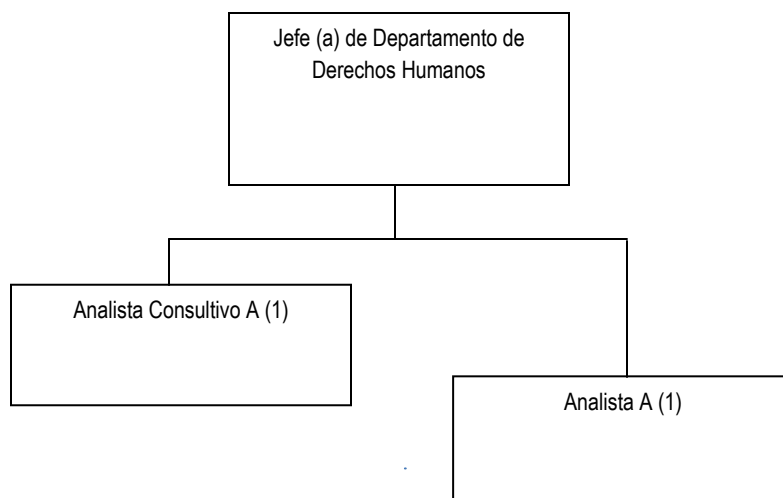 Jefe (a) de Departamento de
Derechos Humanos
Analista Consultivo A (1)
Analista A (1)